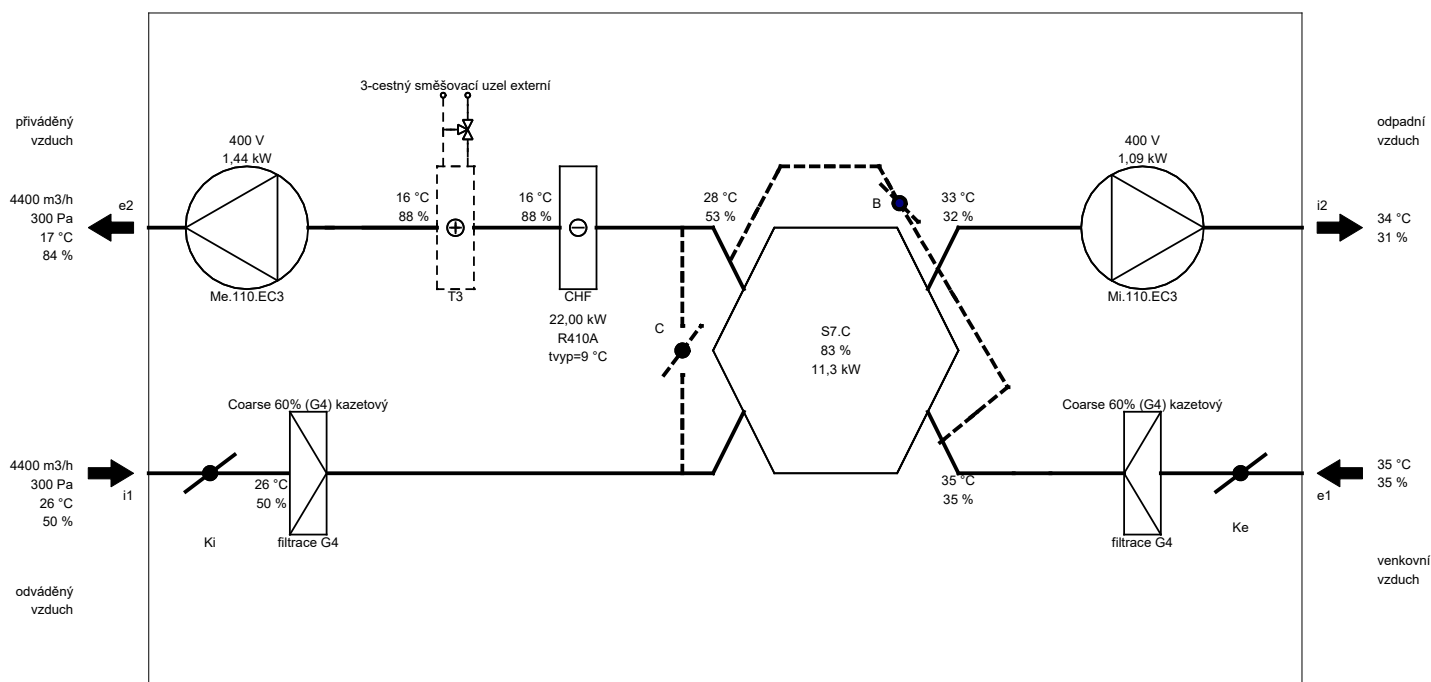 3-cestný směšovací uzel externí
přiváděný
vzduch
400 V
1,44 kW
400 V
1,09 kW
odpadní
vzduch
4400 m3/h
300 Pa
17 °C
84 %
e2
16 °C
88 %
16 °C
88 %
28 °C
53 %
B
33 °C
32 %
i2
34 °C
31 %
Me.110.EC3
T3
CHF
Mi.110.EC3
22,00 kW
R410A
tvyp=9 °C
C
S7.C
83 %
11,3 kW
Coarse 60% (G4) kazetový
Coarse 60% (G4) kazetový
4400 m3/h
300 Pa
26 °C
50 %
i1
26 °C
50 %
35 °C
35 %
35 °C
35 %
e1
Ki
filtrace G4
filtrace G4
Ke
odváděný
vzduch
venkovní
vzduch